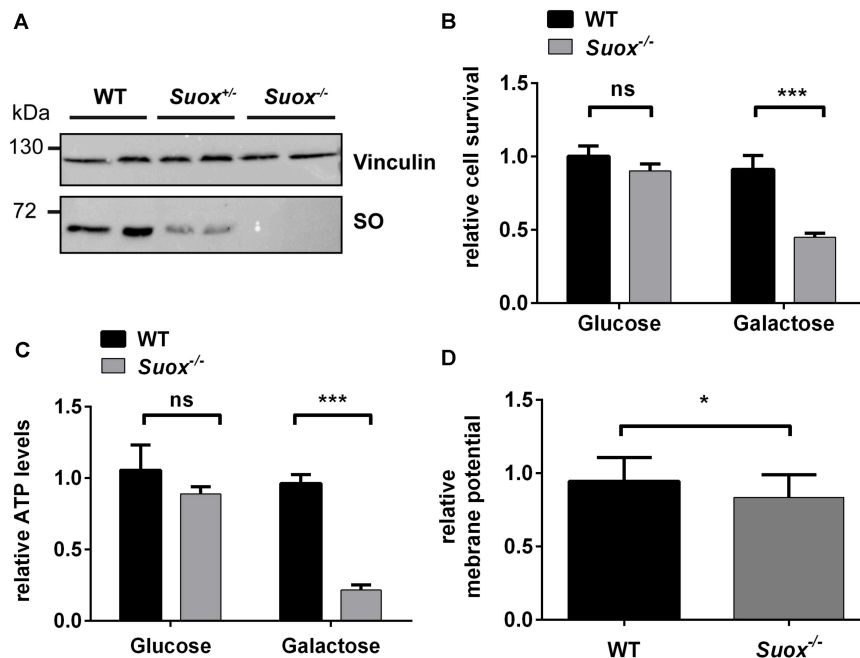 A
WT Suox+/- Suox-/-
kDa
130
Vinculin
72
SO
B
WT
Suox-/-
relative cell survival
1.5
1.0
0.5
0.0
ns
***
Glucose Galactose
C
WT
Suox-/-
relative ATP levels
1.5
1.0
0.5
0.0
ns
***
Glucose Galactose
D
relative
mebrane potential
1.5
1.0
0.5
0.0
*
WT Suox-/-